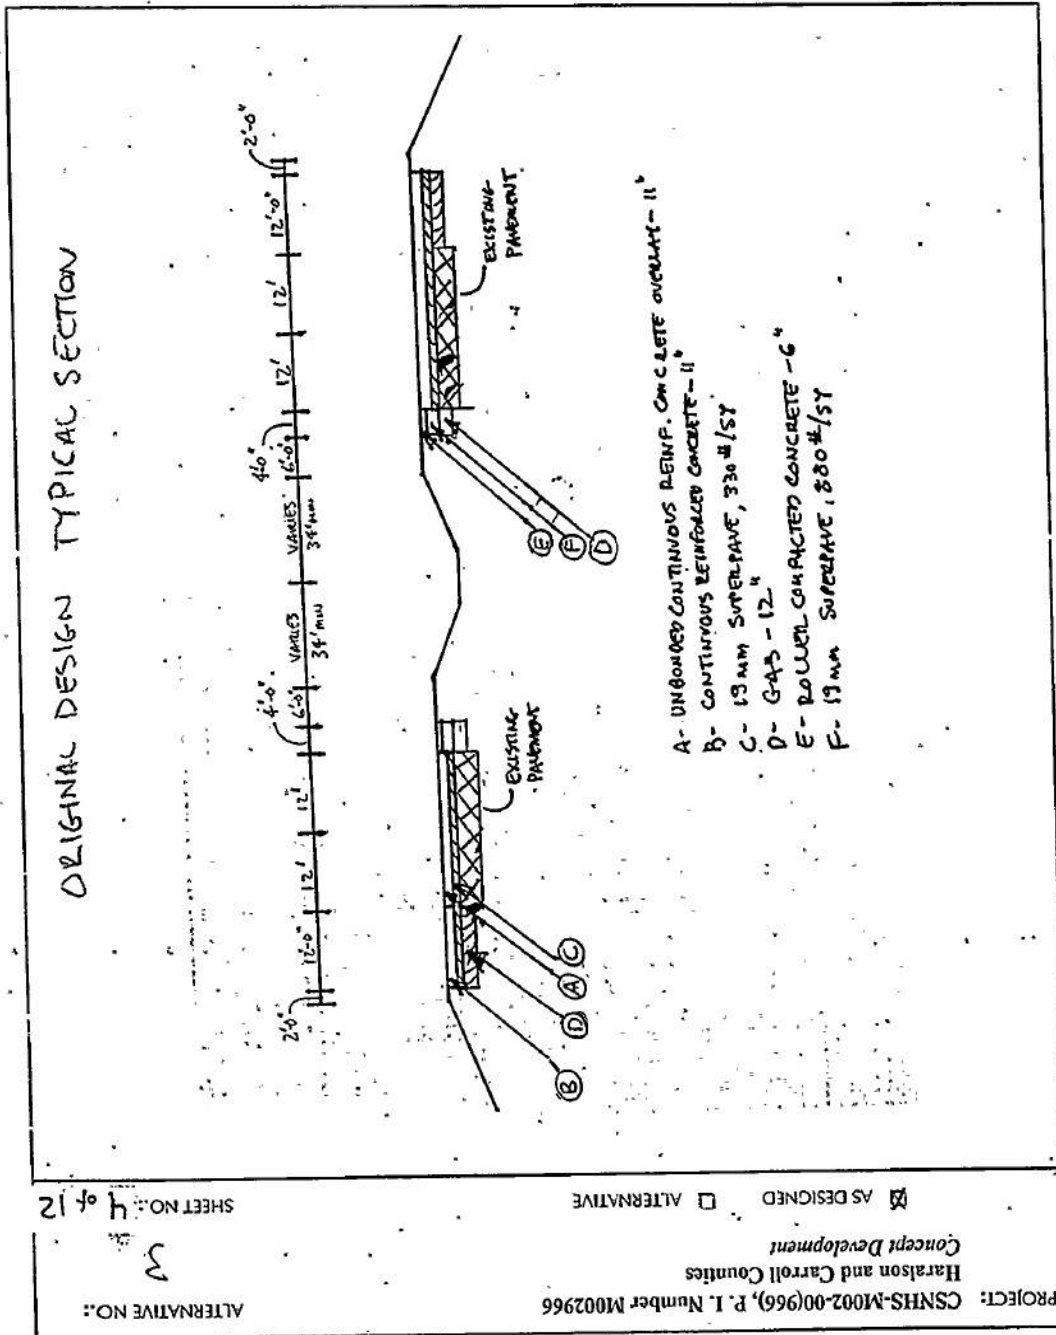 PROJECT: CSNHS-M002-00(966), P. I. Number M002966
Haralson and Carroll Counties
Concept Development
ALTERNATIVE NO.: 3
☒ AS DESIGNED ☐ ALTERNATIVE
SHEET NO.: 4 of 12
ORIGINAL DESIGN TYPICAL SECTION
2'-0" 12'-0" 12' 12' 4'-0" 6'-0" VARIES 34' MIN VARIES 34' MIN 6'-0" 4'-0" 12' 12' 12'-0" 2'-0"
EXISTING PAVEMENT
EXISTING PAVEMENT
B D A C
E F D
A- UNBONDED CONTINUOUS REINF. CONCRETE OVERLAY- 11"
B- CONTINUOUS REINFORCED CONCRETE - 11"
C- 19 MM SUPERPAVE, 330 #/SY
D- GAB - 12"
E- ROLLER COMPACTED CONCRETE - 6"
F- 19 MM SUPERPAVE, 880 #/SY